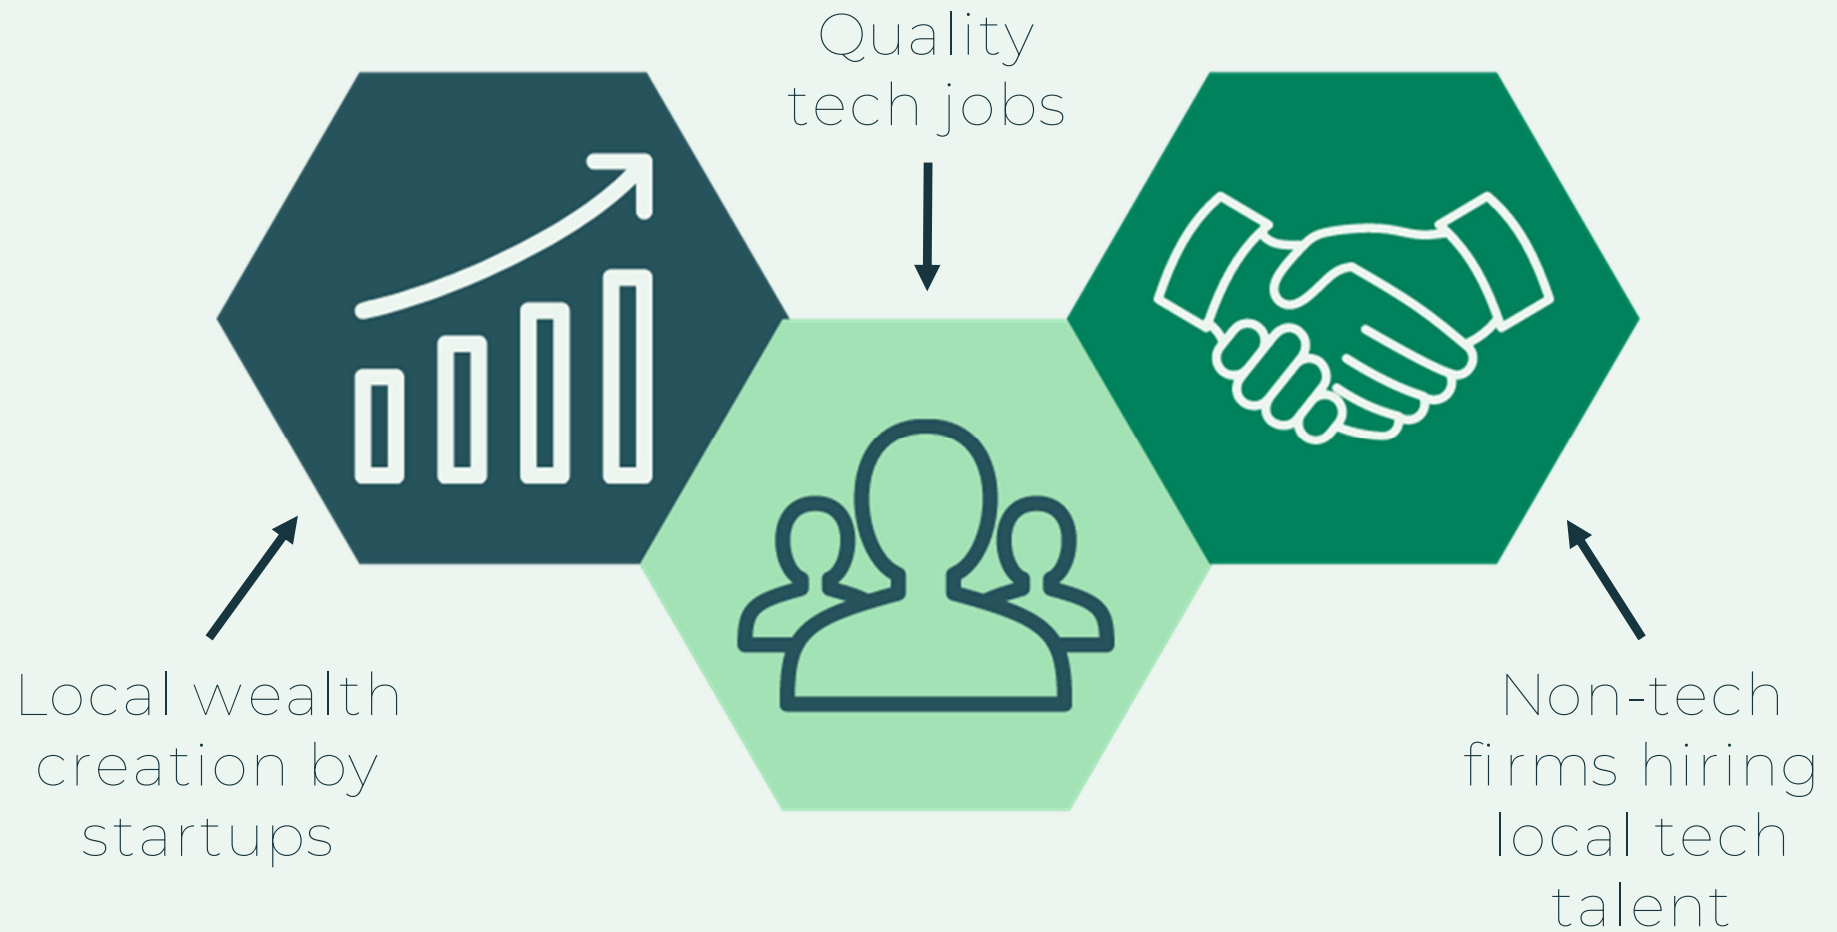 Quality
tech jobs
Local wealth
creation by
startups
Non-tech
firms hiring
local tech
talent